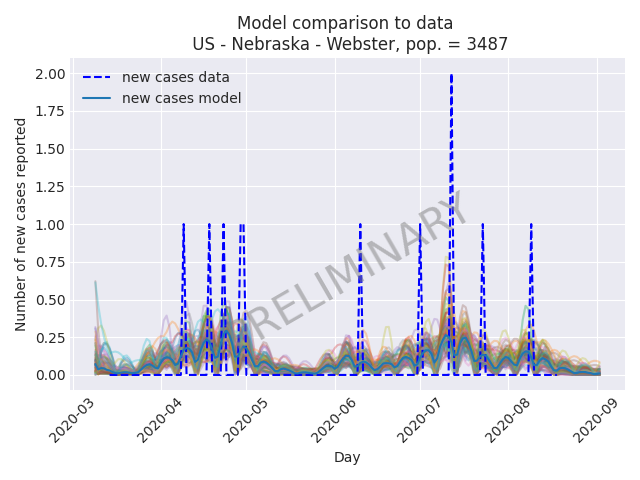 Model comparison to data
US - Nebraska - Webster, pop. = 3487
new cases data
new cases model
Number of new cases reported
2.00
1.75
1.50
1.25
1.00
0.75
0.50
0.25
0.00
PRELIMINARY
2020-03
2020-04
2020-05
2020-06
2020-07
2020-08
2020-09
Day